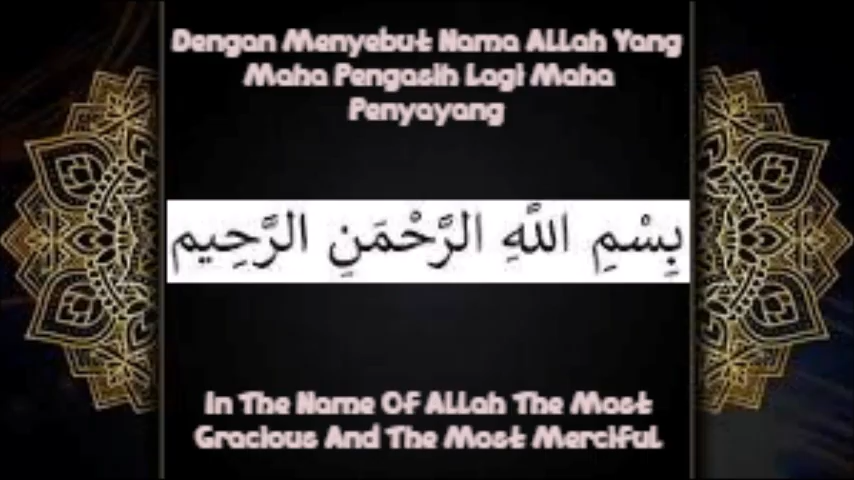 Dengan Menyebut Nama Allah Yang
Maha Pengasih Lagi Maha
Penyayang
بِسْمِ اللَّهِ الرَّحْمَنِ الرَّحِيم
In The Name Of Allah The Most
Gracious And The Most Merciful